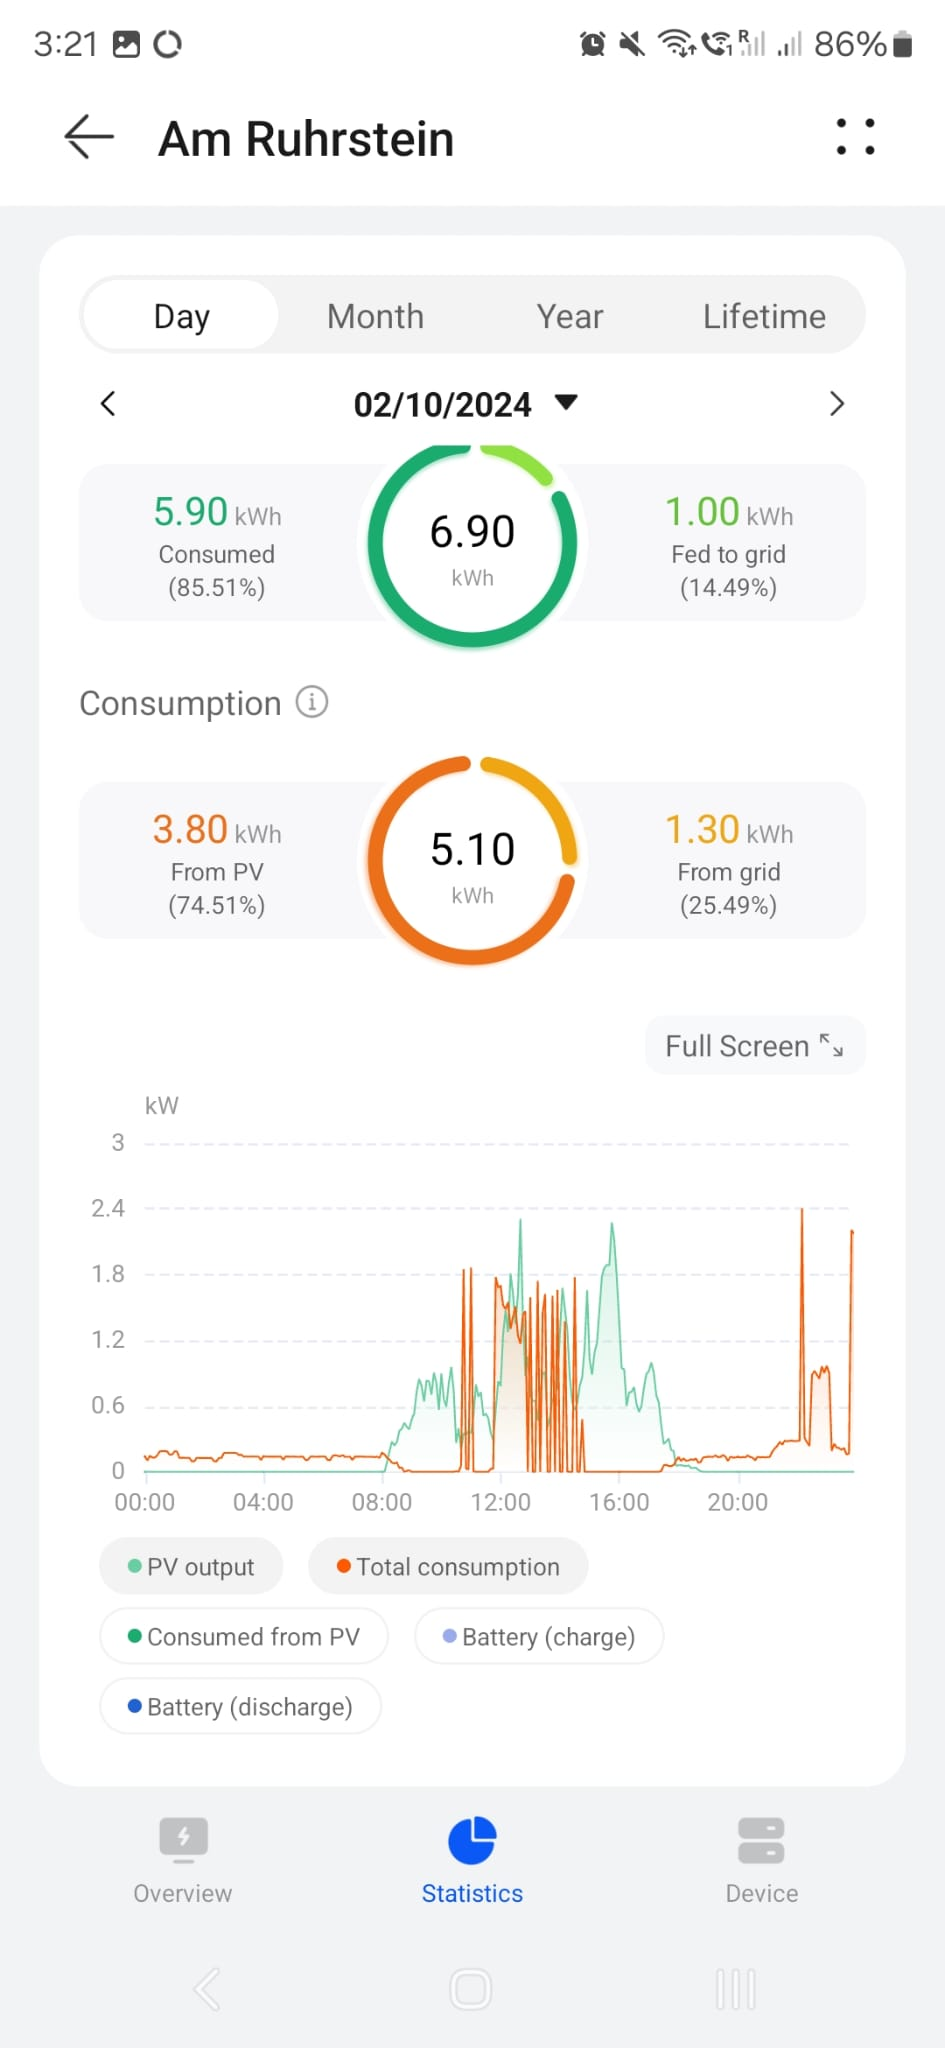 3:21 R 86%
Am Ruhrstein
Day Month Year Lifetime
02/10/2024
5.90 kWh
Consumed
(85.51%)
6.90
kWh
1.00 kWh
Fed to grid
(14.49%)
Consumption
3.80 kWh
From PV
(74.51%)
5.10
kWh
1.30 kWh
From grid
(25.49%)
Full Screen
kW
3
2.4
1.8
1.2
0.6
0
00:00 04:00 08:00 12:00 16:00 20:00
PV output Total consumption
Consumed from PV Battery (charge)
Battery (discharge)
Overview Statistics Device